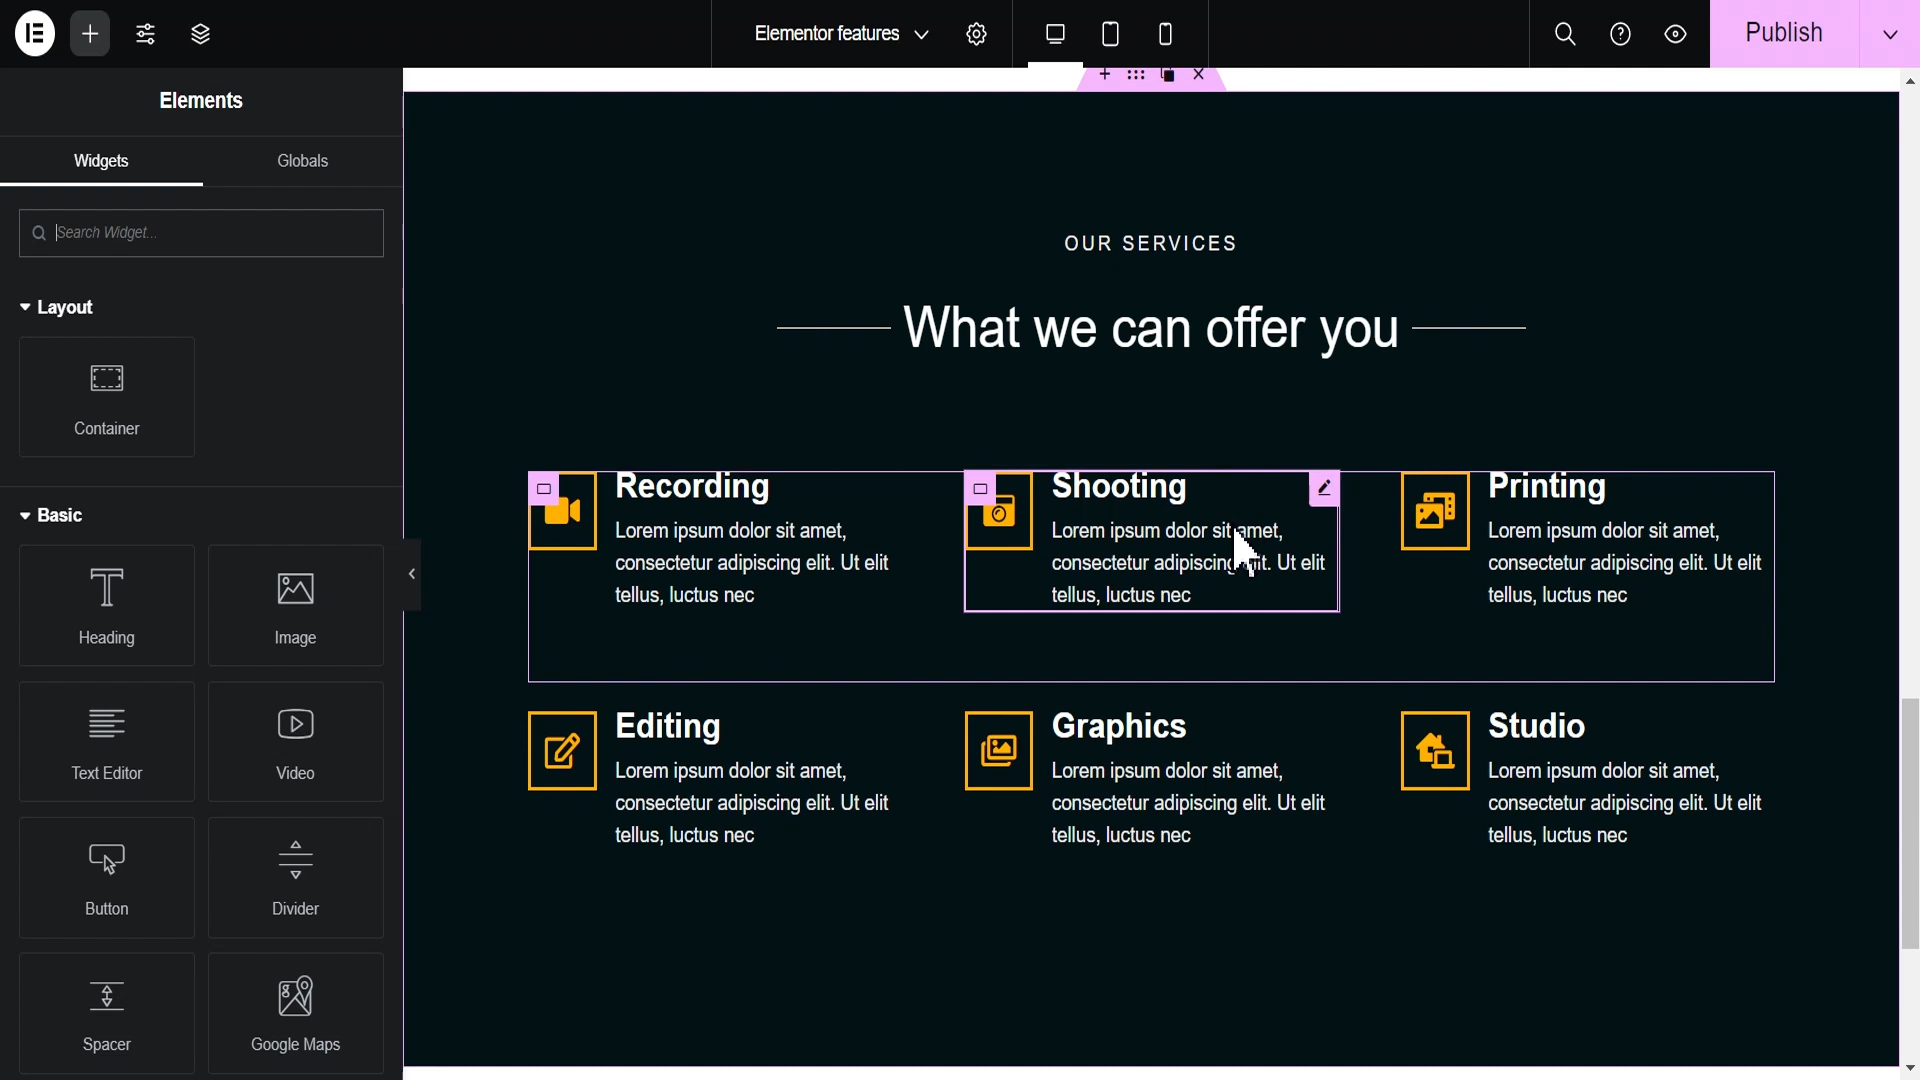 Elementor features
Publish
Elements
Widgets
Globals
Search Widget...
Layout
Container
Basic
Heading
Image
Text Editor
Video
Button
Divider
Spacer
Google Maps
OUR SERVICES
What we can offer you
Recording
Lorem ipsum dolor sit amet,
consectetur adipiscing elit. Ut elit
tellus, luctus nec
Shooting
Lorem ipsum dolor sit amet,
consectetur adipiscing elit. Ut elit
tellus, luctus nec
Printing
Lorem ipsum dolor sit amet,
consectetur adipiscing elit. Ut elit
tellus, luctus nec
Editing
Lorem ipsum dolor sit amet,
consectetur adipiscing elit. Ut elit
tellus, luctus nec
Graphics
Lorem ipsum dolor sit amet,
consectetur adipiscing elit. Ut elit
tellus, luctus nec
Studio
Lorem ipsum dolor sit amet,
consectetur adipiscing elit. Ut elit
tellus, luctus nec